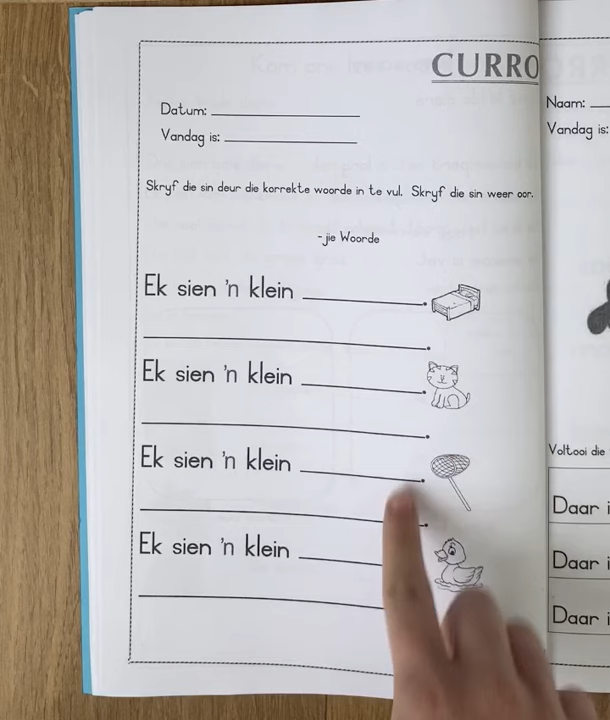 CURRO
Datum:
Vandag is:
Skryf die sin deur die korrekte woorde in te vul. Skryf die sin weer oor.
-jie Woorde
Ek sien 'n klein .
Ek sien 'n klein .
Ek sien 'n klein .
Ek sien 'n klein
Naam:
Vandag is:
Voltooi die
Daar i
Daar i
Daar i